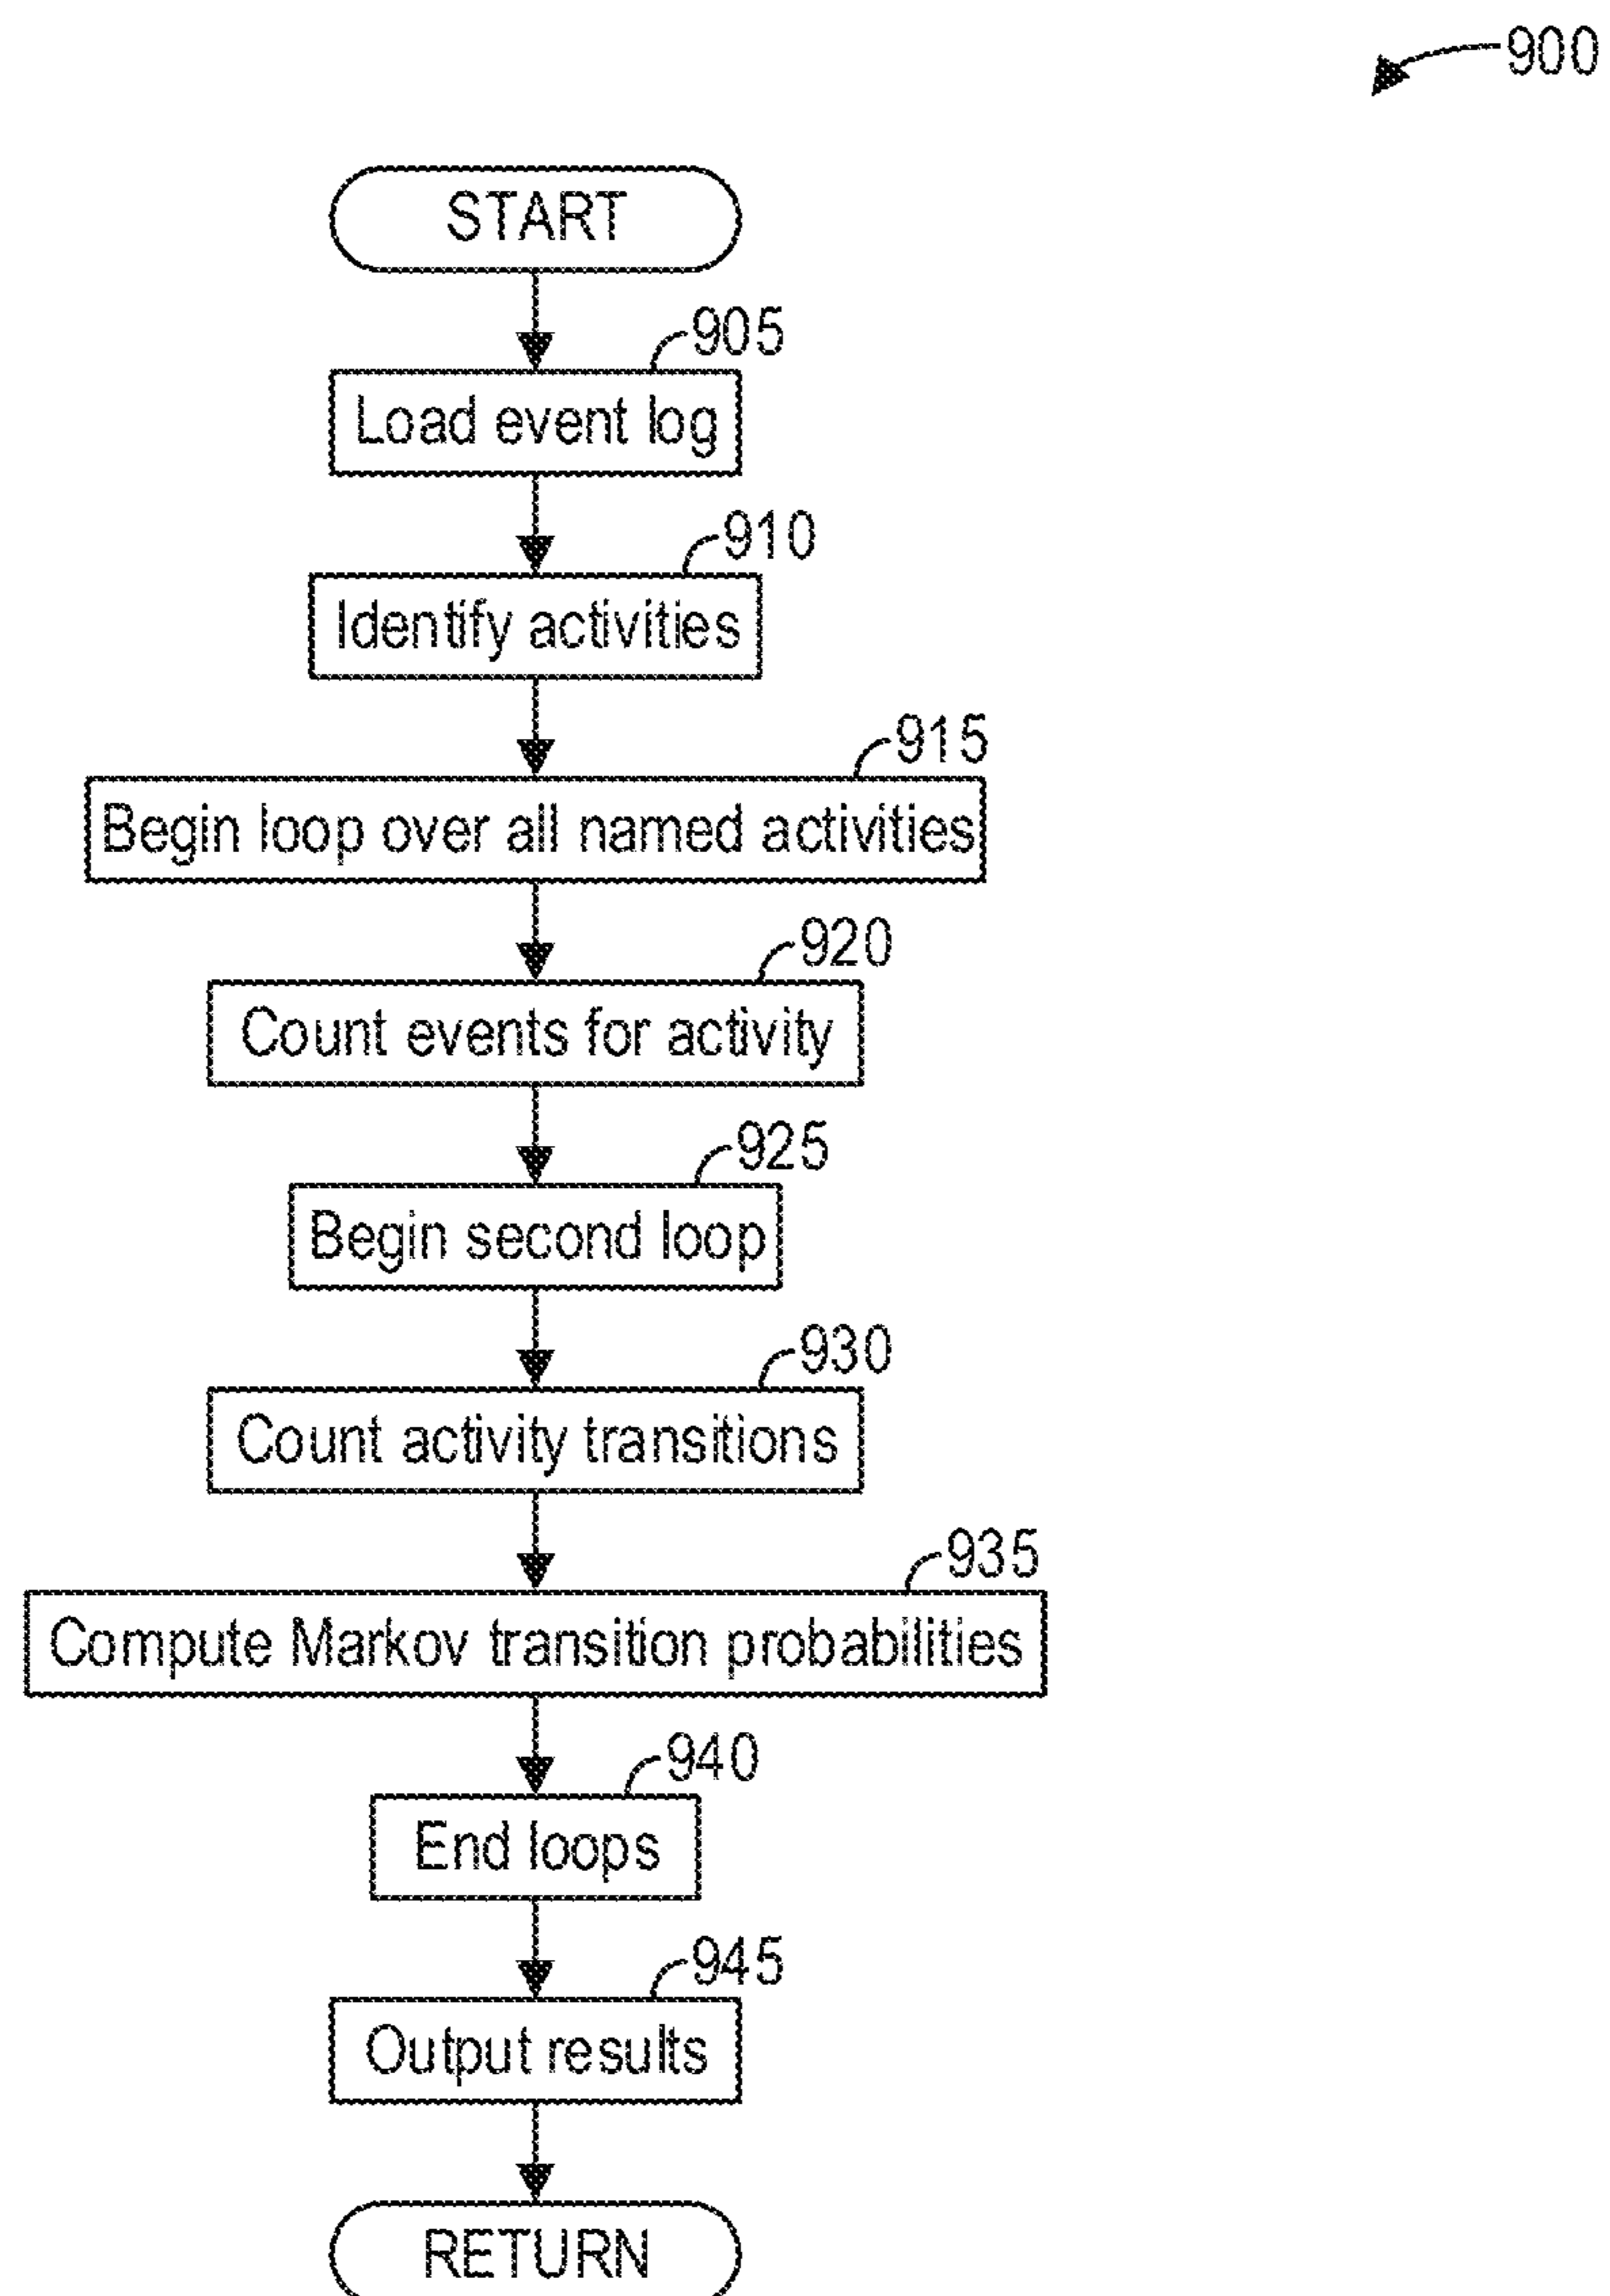 900
START
905
Load event log
910
Identify activities
915
Begin loop over all named activities
920
Count events for activity
925
Begin second loop
930
Count activity transitions
935
Compute Markov transition probabilities
940
End loops
945
Output results
RETURN